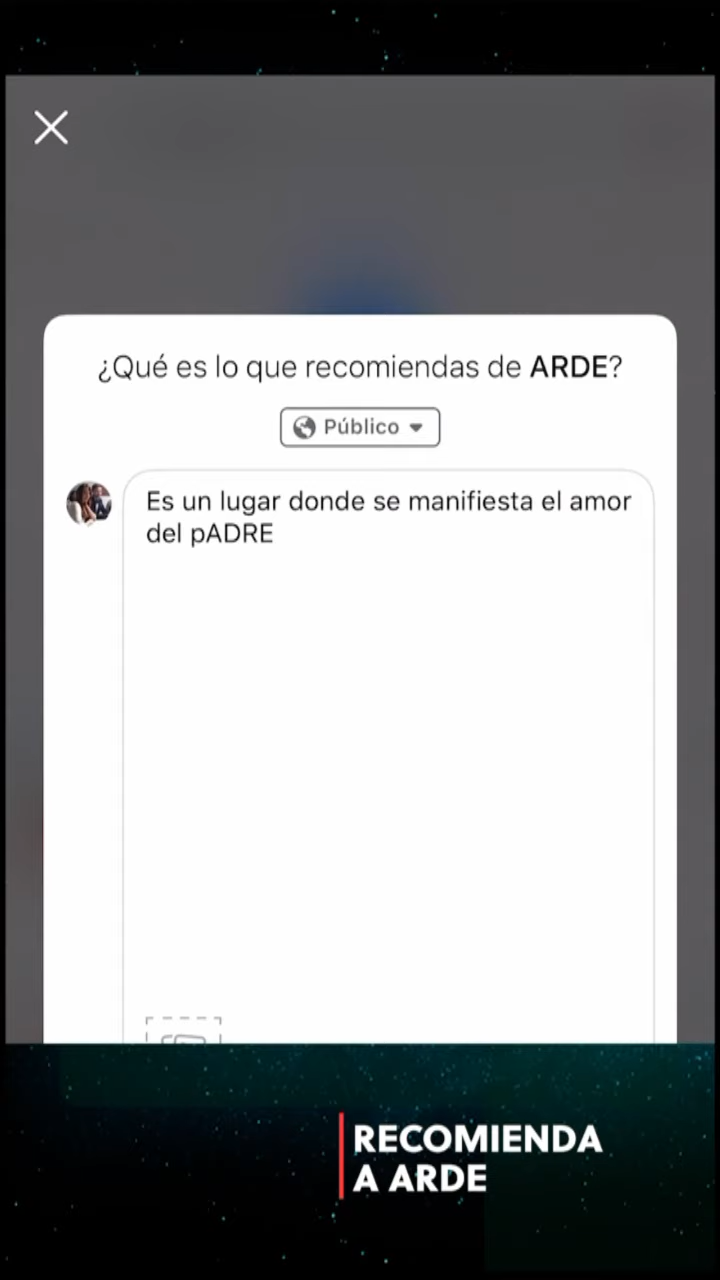 ¿Qué es lo que recomiendas de ARDE?
Público
Es un lugar donde se manifiesta el amor
del pADRE
RECOMIENDA
A ARDE